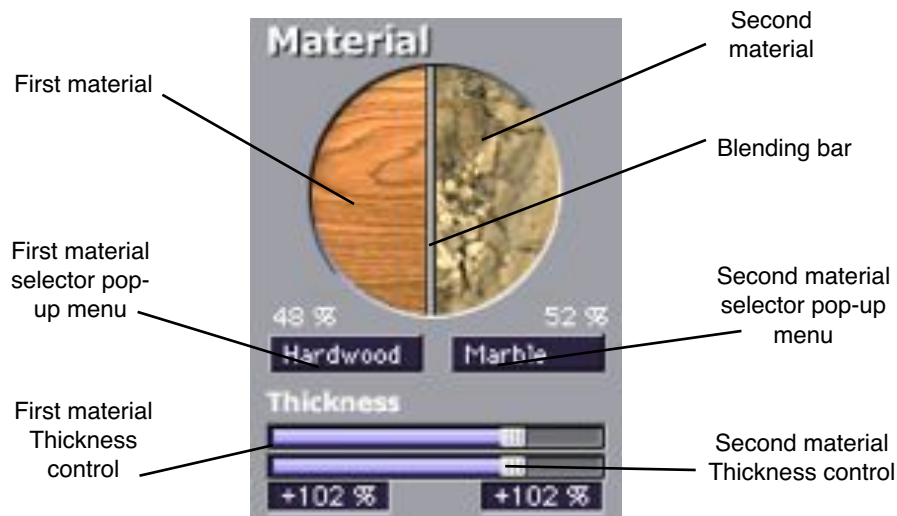 Material
Second
material
First material
Blending bar
First material
selector pop-
up menu
Second material
selector pop-up
menu
48 %
52 %
Hardwood
Marble
Thickness
First material
Thickness
control
Second material
Thickness control
+102 %
+102 %